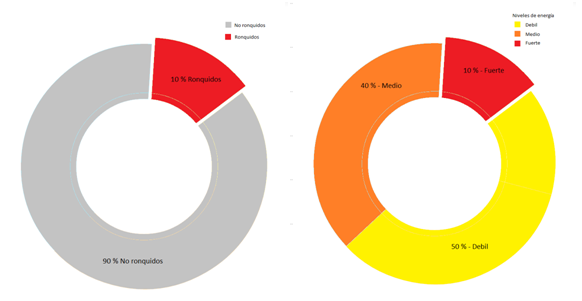 No ronquidos
Ronquidos
10 % Ronquidos
90 % No ronquidos
Niveles de energía
Debil
Medio
Fuerte
10 % - Fuerte
40 % - Medio
50 % - Debil